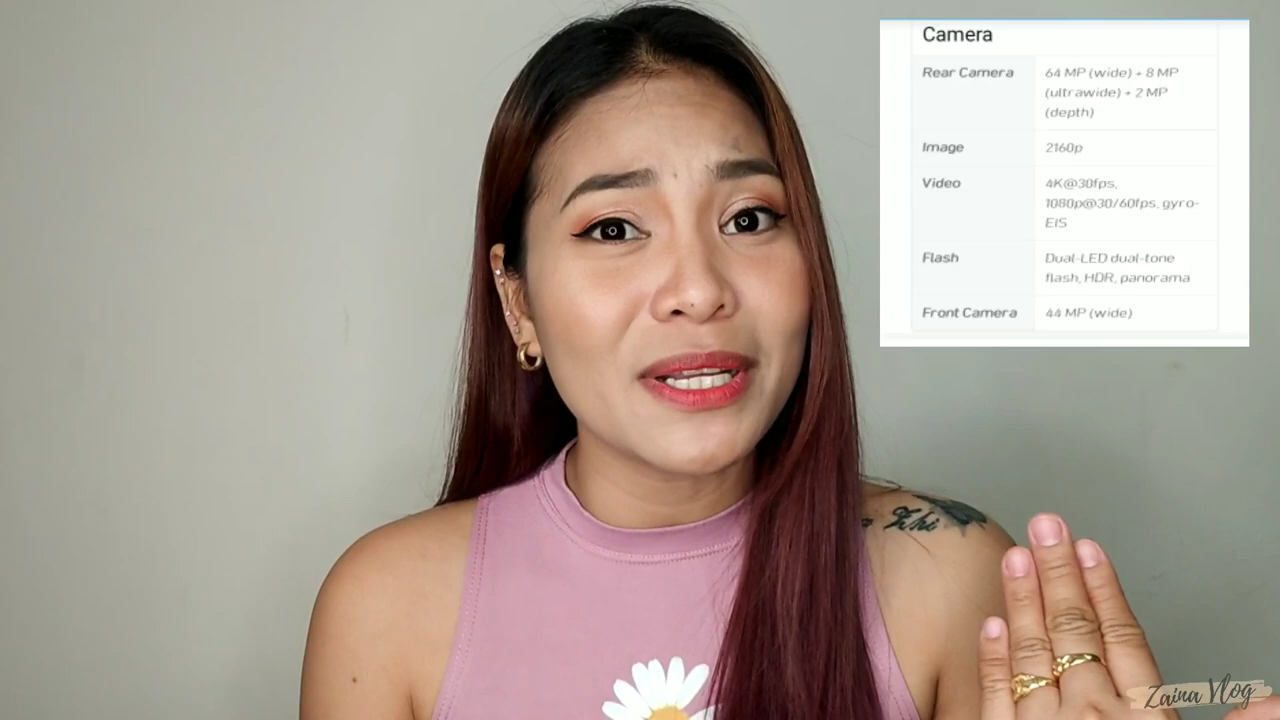 Camera
Rear Camera 64 MP (wide) + 8 MP
(ultrawide) + 2 MP
(depth)
Image 2160p
Video 4K@30fps,
1080p@30/60fps, gyro-
EIS
Flash Dual-LED dual-tone
flash, HDR, panorama
Front Camera 44 MP (wide)
Zhi
Zaina Vlog